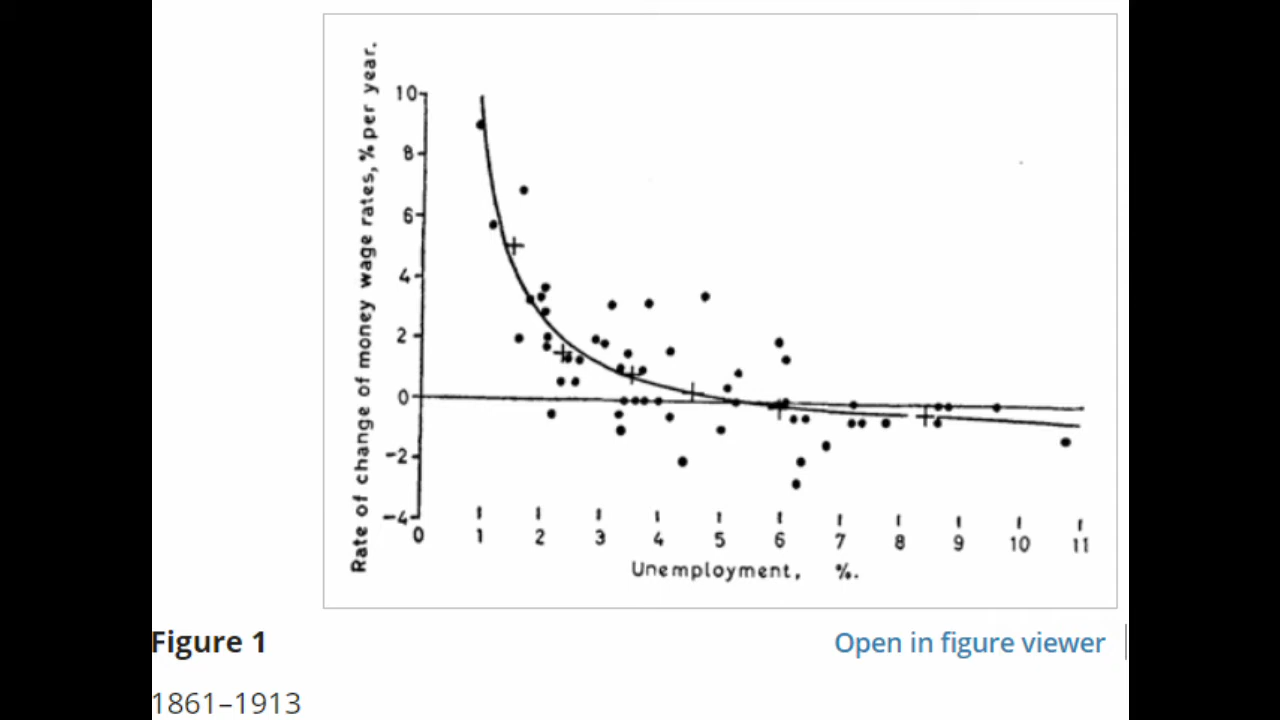 Rate of change of money wage rates, % per year.
10
8
6
4
2
0
-2
-4
0 1 2 3 4 5 6 7 8 9 10 11
Unemployment, %.
Figure 1
Open in figure viewer
1861–1913